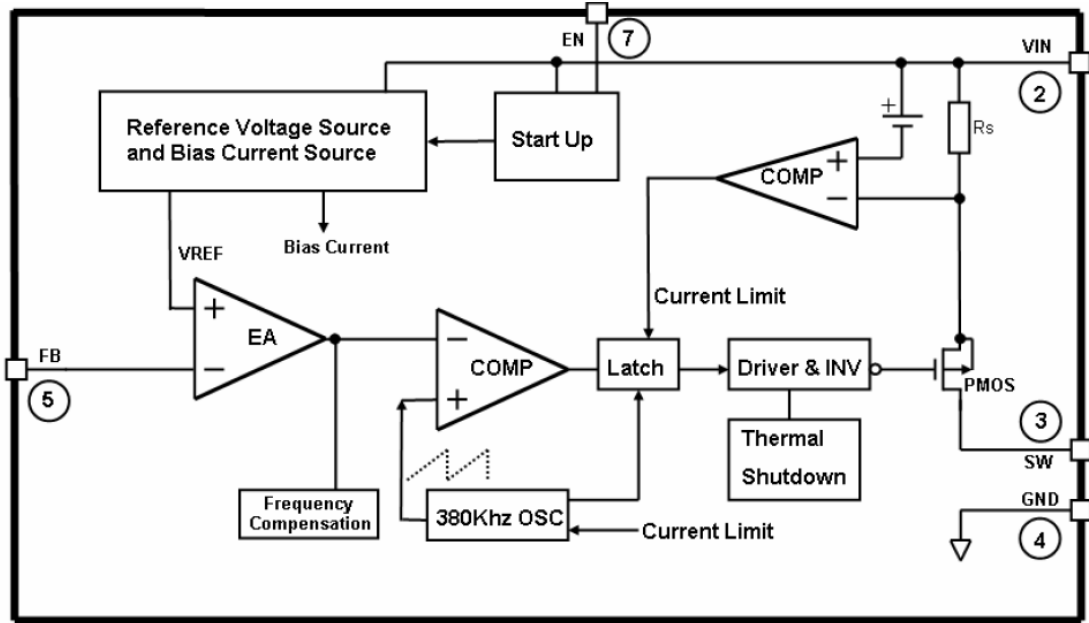 EN
7
VIN
2
Reference Voltage Source
and Bias Current Source
Start Up
+
Rs
COMP
+
−
VREF
Bias Current
Current Limit
+
EA
−
FB
5
−
COMP
+
Latch
Driver & INV
PMOS
Thermal
Shutdown
3
SW
Frequency
Compensation
380Khz OSC
Current Limit
GND
4